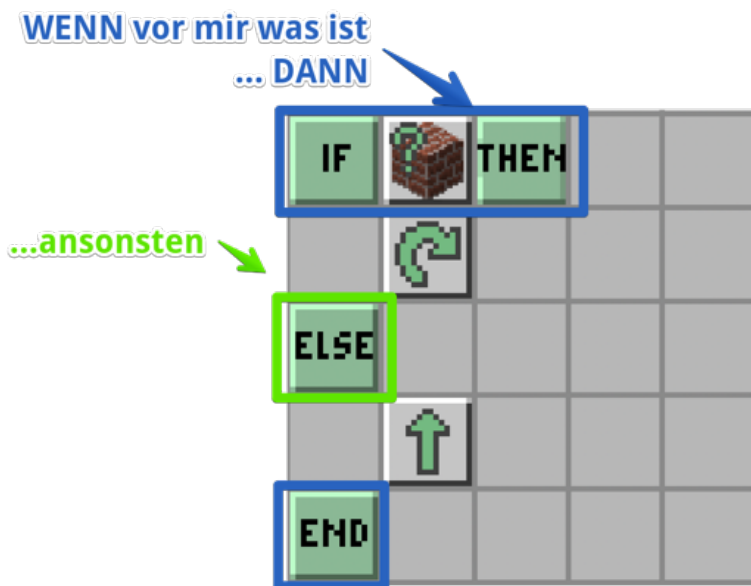 WENN vor mir was ist
... DANN
IF ? THEN
...ansonsten
ELSE
END